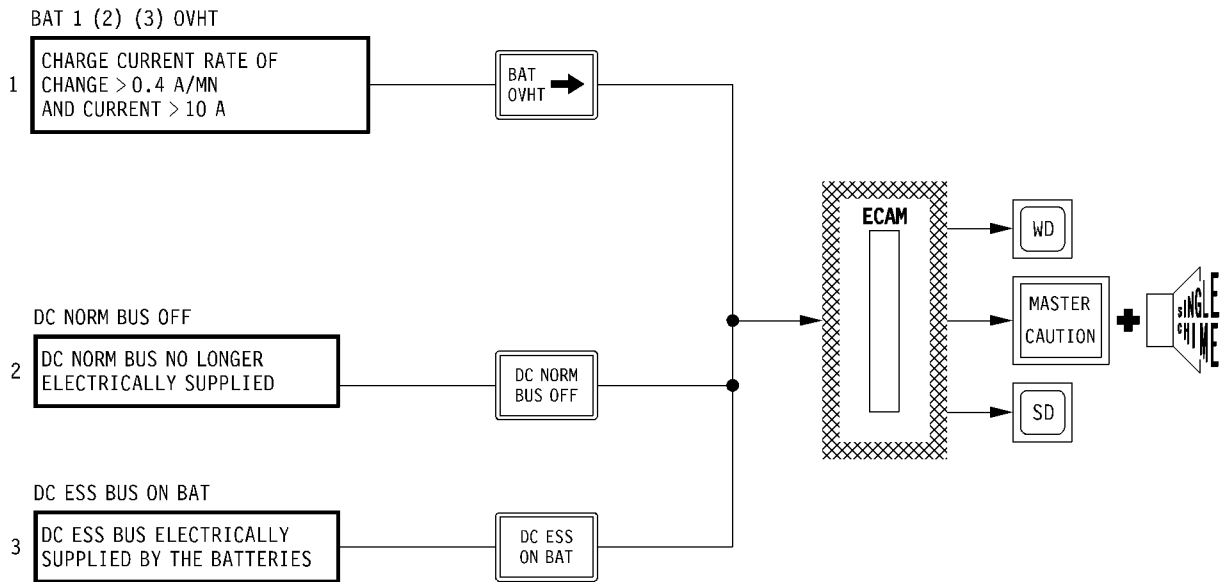 BAT 1 (2) (3) OVHT
1
CHARGE CURRENT RATE OF
CHANGE > 0.4 A/MN
AND CURRENT > 10 A
BAT
OVHT
ECAM
WD
MASTER
CAUTION
SINGLE
CHIME
SD
DC NORM BUS OFF
2
DC NORM BUS NO LONGER
ELECTRICALLY SUPPLIED
DC NORM
BUS OFF
DC ESS BUS ON BAT
3
DC ESS BUS ELECTRICALLY
SUPPLIED BY THE BATTERIES
DC ESS
ON BAT